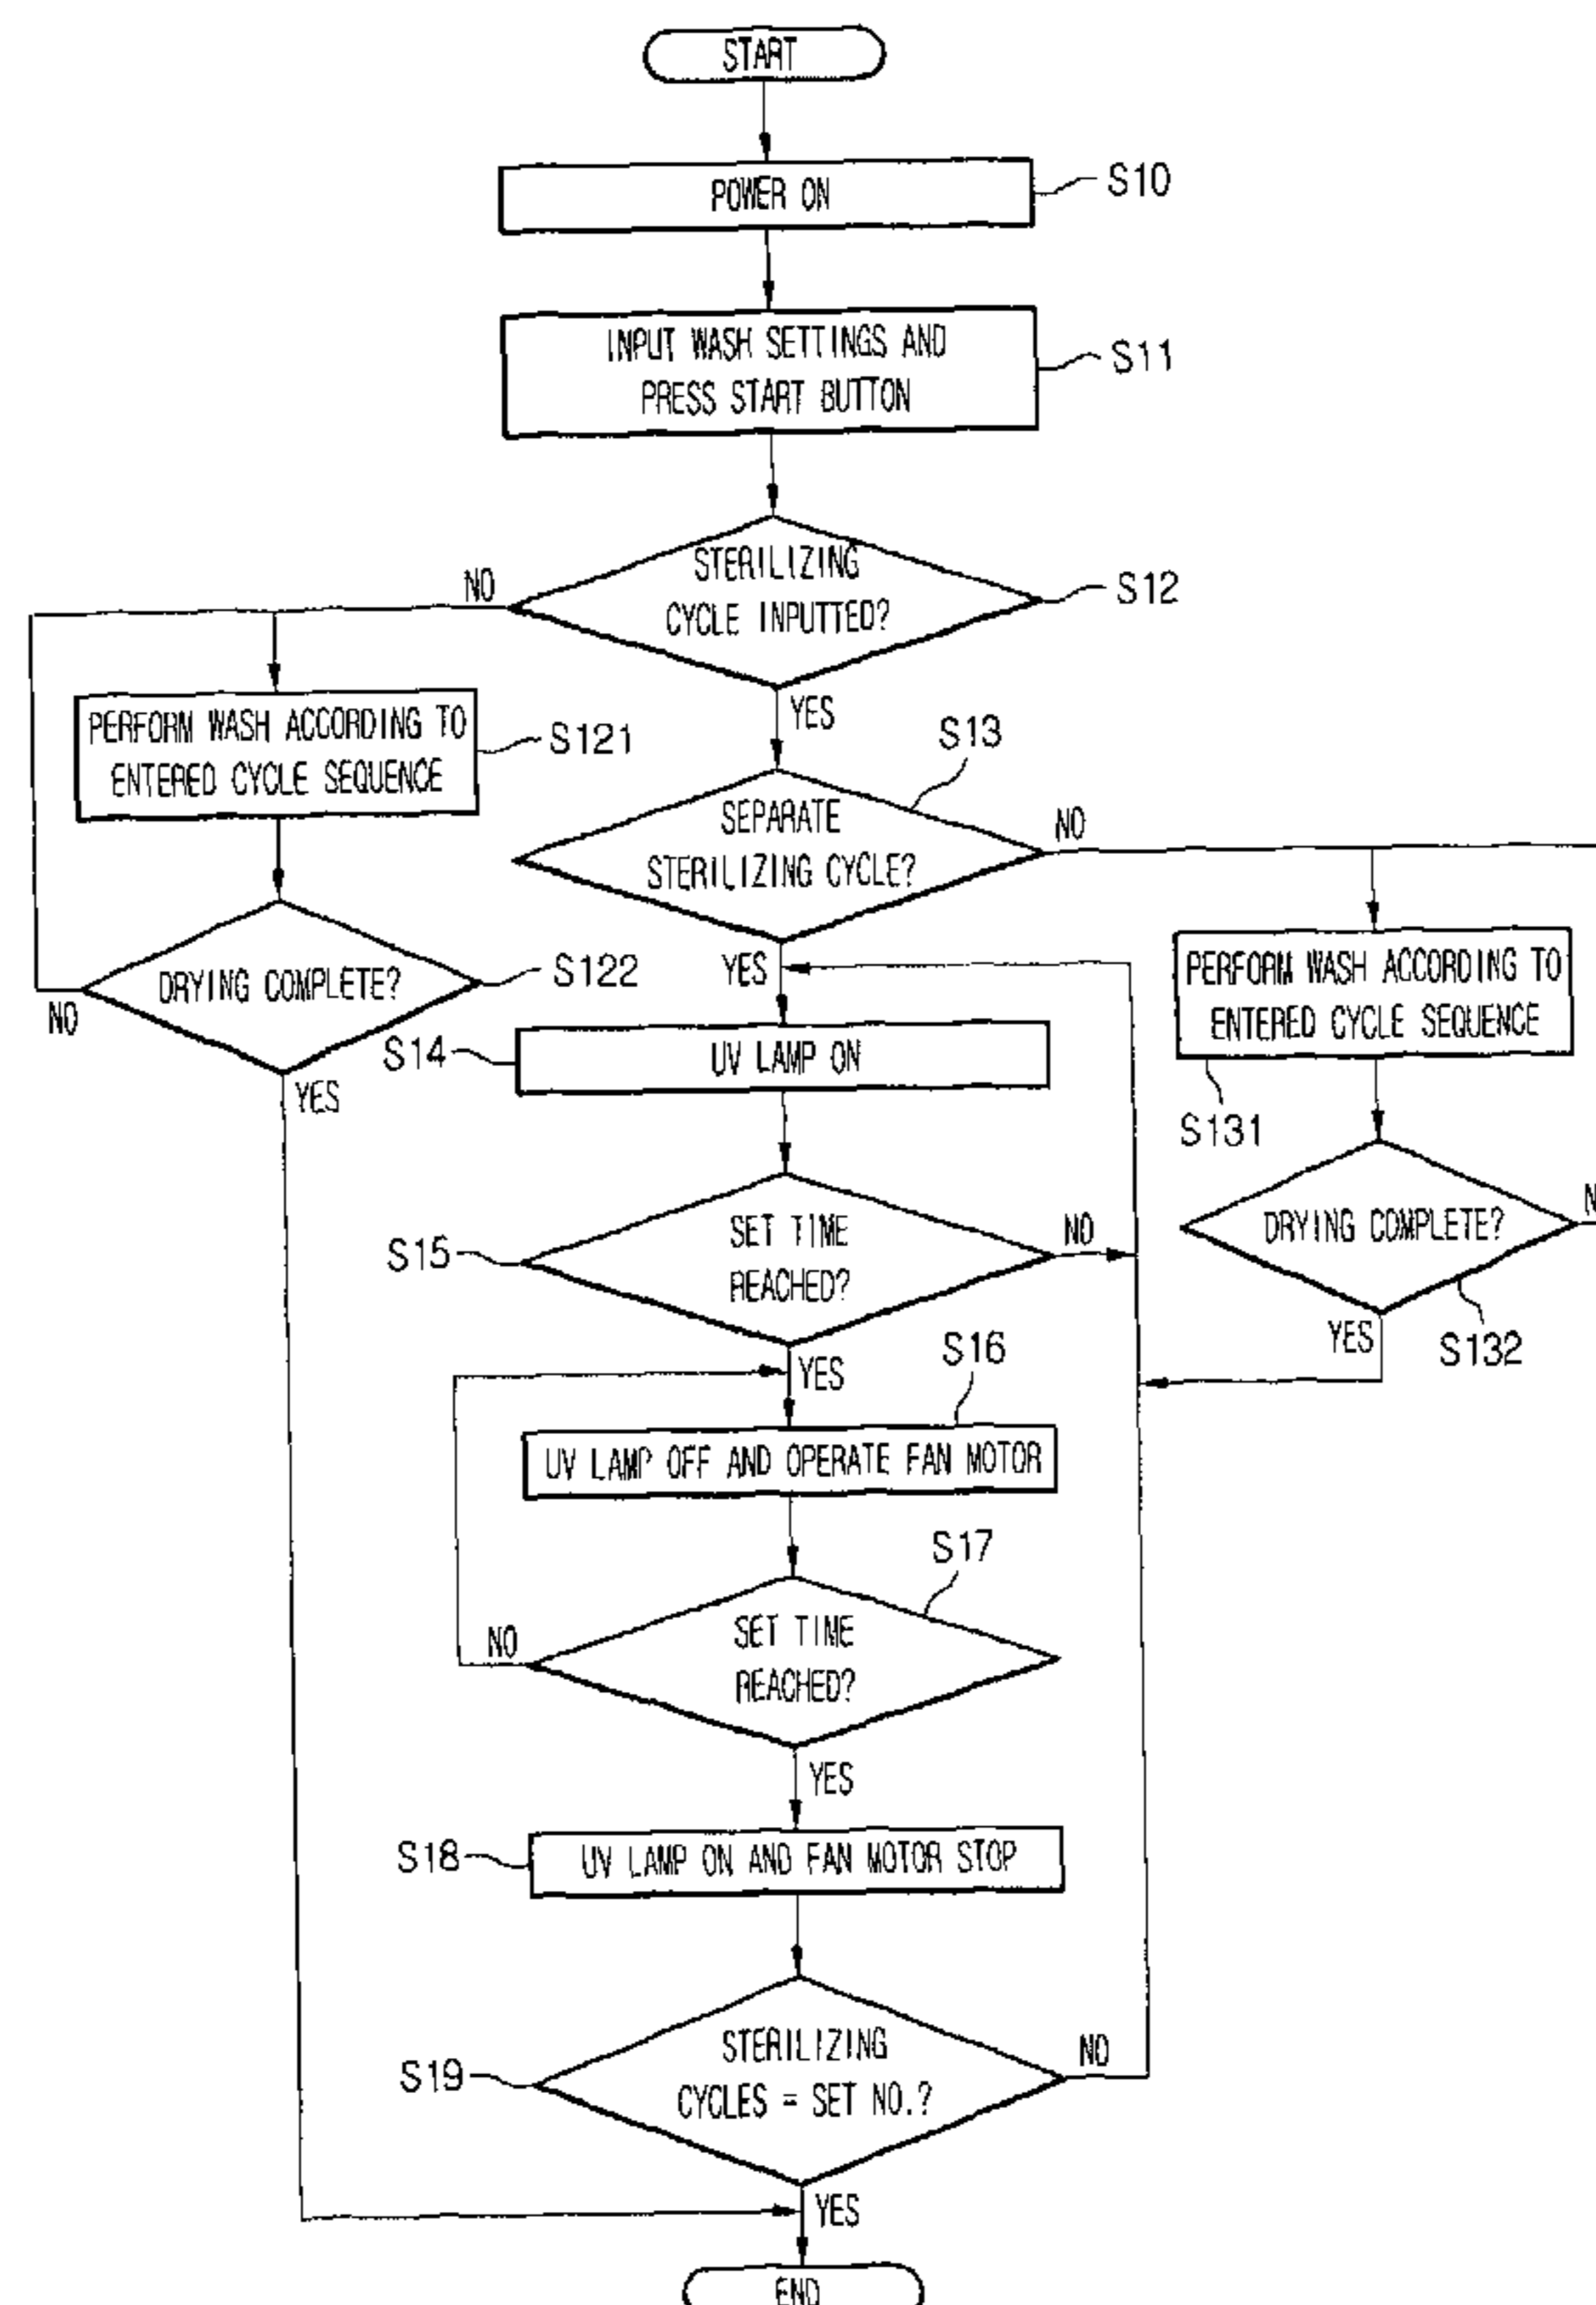 START
POWER ON
S10
INPUT WASH SETTINGS AND
PRESS START BUTTON
S11
STERILIZING
CYCLE INPUTTED?
S12
NO
YES
PERFORM WASH ACCORDING TO
ENTERED CYCLE SEQUENCE
S121
DRYING COMPLETE?
S122
NO
YES
S13
SEPARATE
STERILIZING CYCLE?
NO
YES
PERFORM WASH ACCORDING TO
ENTERED CYCLE SEQUENCE
S131
DRYING COMPLETE?
S132
YES
S14
UV LAMP ON
S15
SET TIME
REACHED?
NO
YES
S16
UV LAMP OFF AND OPERATE FAN MOTOR
S17
SET TIME
REACHED?
NO
YES
S18
UV LAMP ON AND FAN MOTOR STOP
S19
STERILIZING
CYCLES = SET NO.?
NO
YES
END